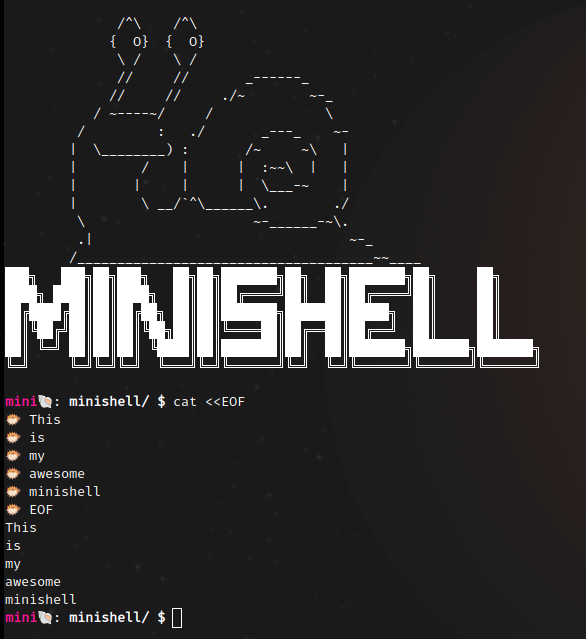 MINISHELL
mini🐚: minishell/ $ cat <<EOF
🐡 This
🐡 is
🐡 my
🐡 awesome
🐡 minishell
🐡 EOF
This
is
my
awesome
minishell
mini🐚: minishell/ $